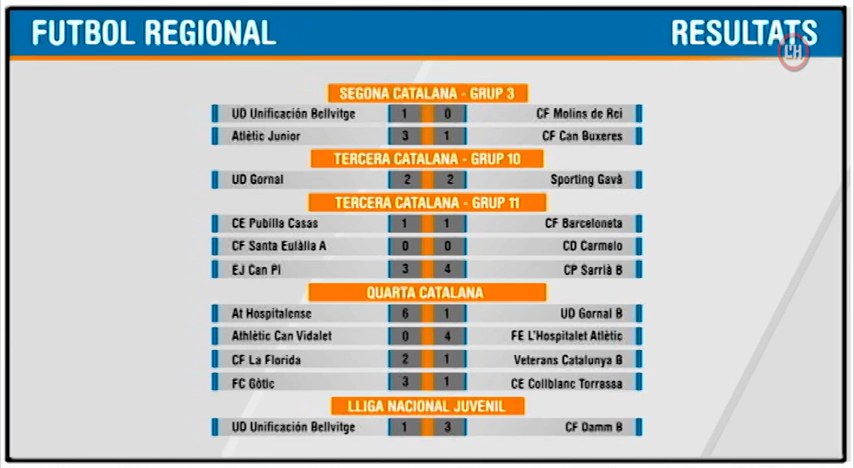 FUTBOL REGIONAL RESULTATS
L'H
SEGONA CATALANA - GRUP 3
UD Unificación Bellvitge 1 0 CF Molins de Rei
Atlètic Junior 3 1 CF Can Buxeres
TERCERA CATALANA - GRUP 10
UD Gornal 2 2 Sporting Gavà
TERCERA CATALANA - GRUP 11
CE Pubilla Casas 1 1 CF Barceloneta
CF Santa Eulàlia A 0 0 CD Carmelo
EJ Can Pi 3 4 CP Sarrià B
QUARTA CATALANA
At Hospitalense 6 1 UD Gornal B
Athlètic Can Vidalet 0 4 FE L'Hospitalet Atlètic
CF La Florida 2 1 Veterans Catalunya B
FC Gòtic 3 1 CE Collblanc Torrassa
LLIGA NACIONAL JUVENIL
UD Unificación Bellvitge 1 3 CF Damm B